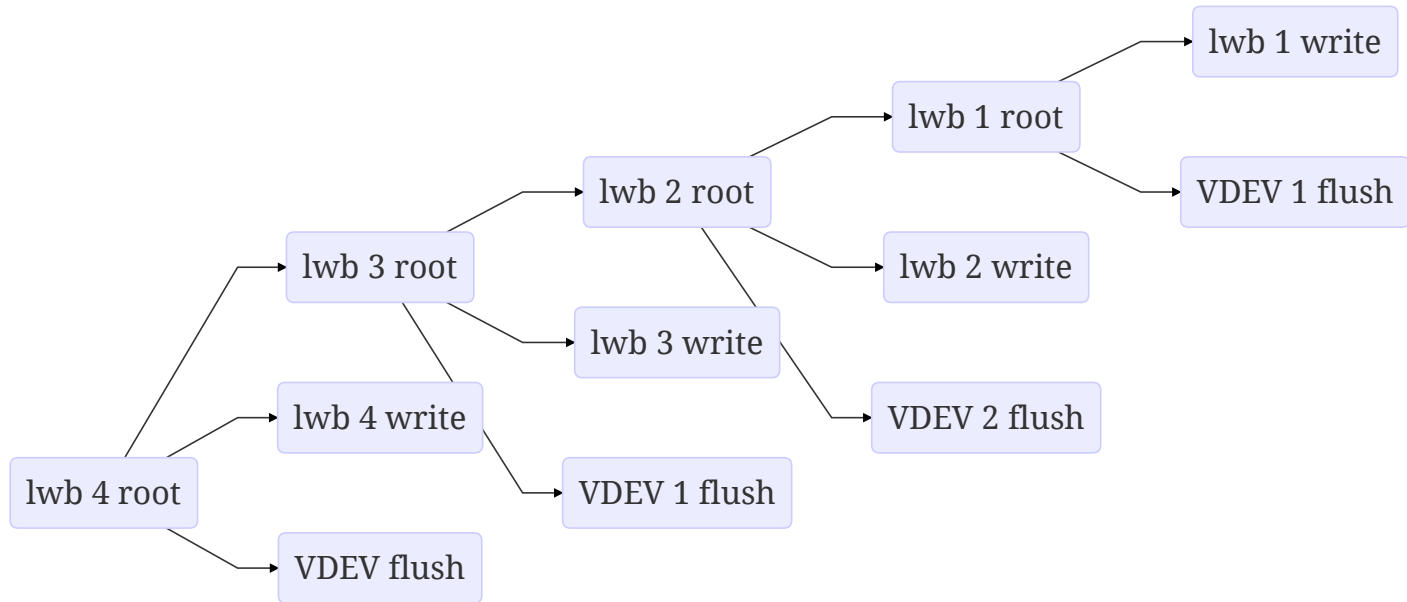 lwb 1 write
lwb 1 root
lwb 2 root
VDEV 1 flush
lwb 3 root
lwb 2 write
lwb 3 write
lwb 4 write
VDEV 2 flush
lwb 4 root
VDEV 1 flush
VDEV flush